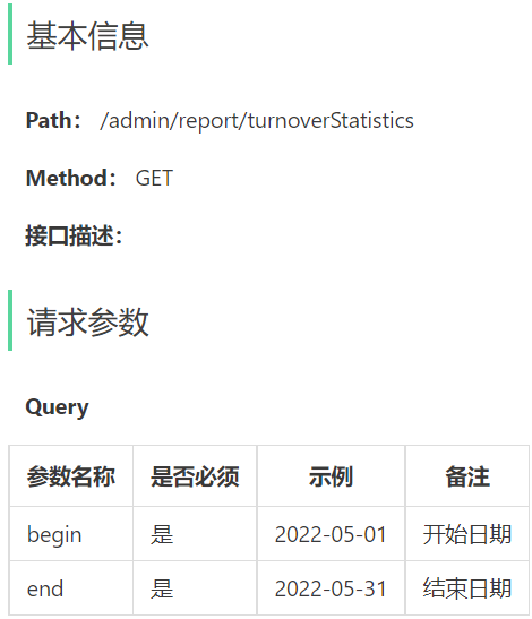 基本信息
Path： /admin/report/turnoverStatistics
Method： GET
接口描述：
请求参数
Query
参数名称 是否必须 示例 备注
begin 是 2022-05-01 开始日期
end 是 2022-05-31 结束日期